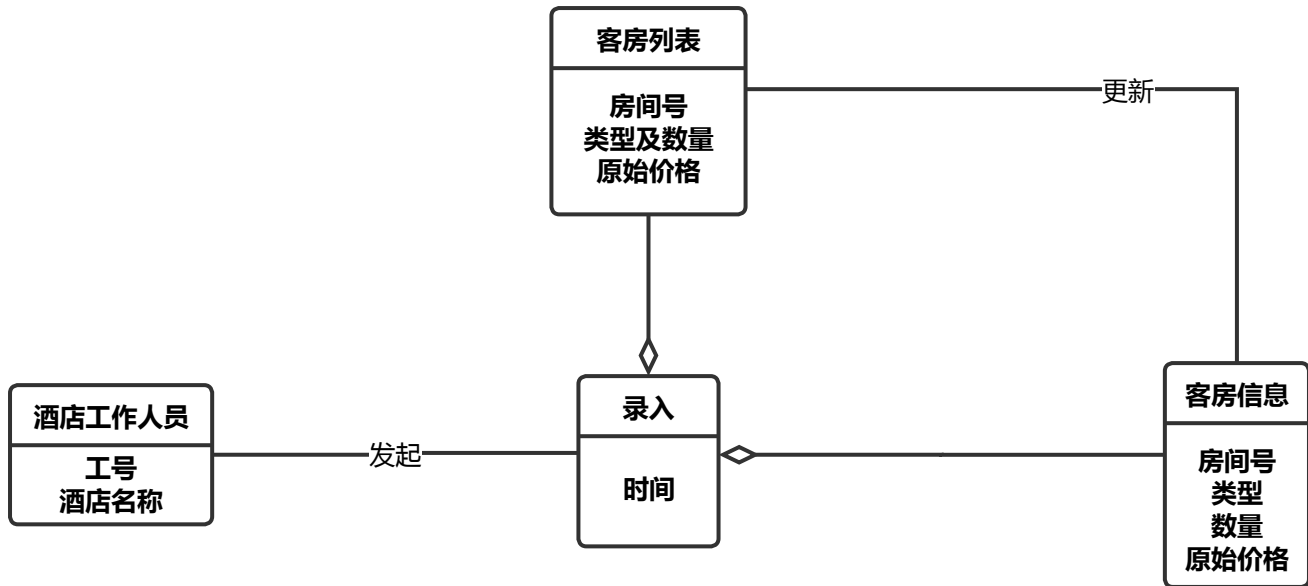 客房列表
房间号
类型及数量
原始价格
更新
酒店工作人员
工号
酒店名称
发起
录入
时间
客房信息
房间号
类型
数量
原始价格